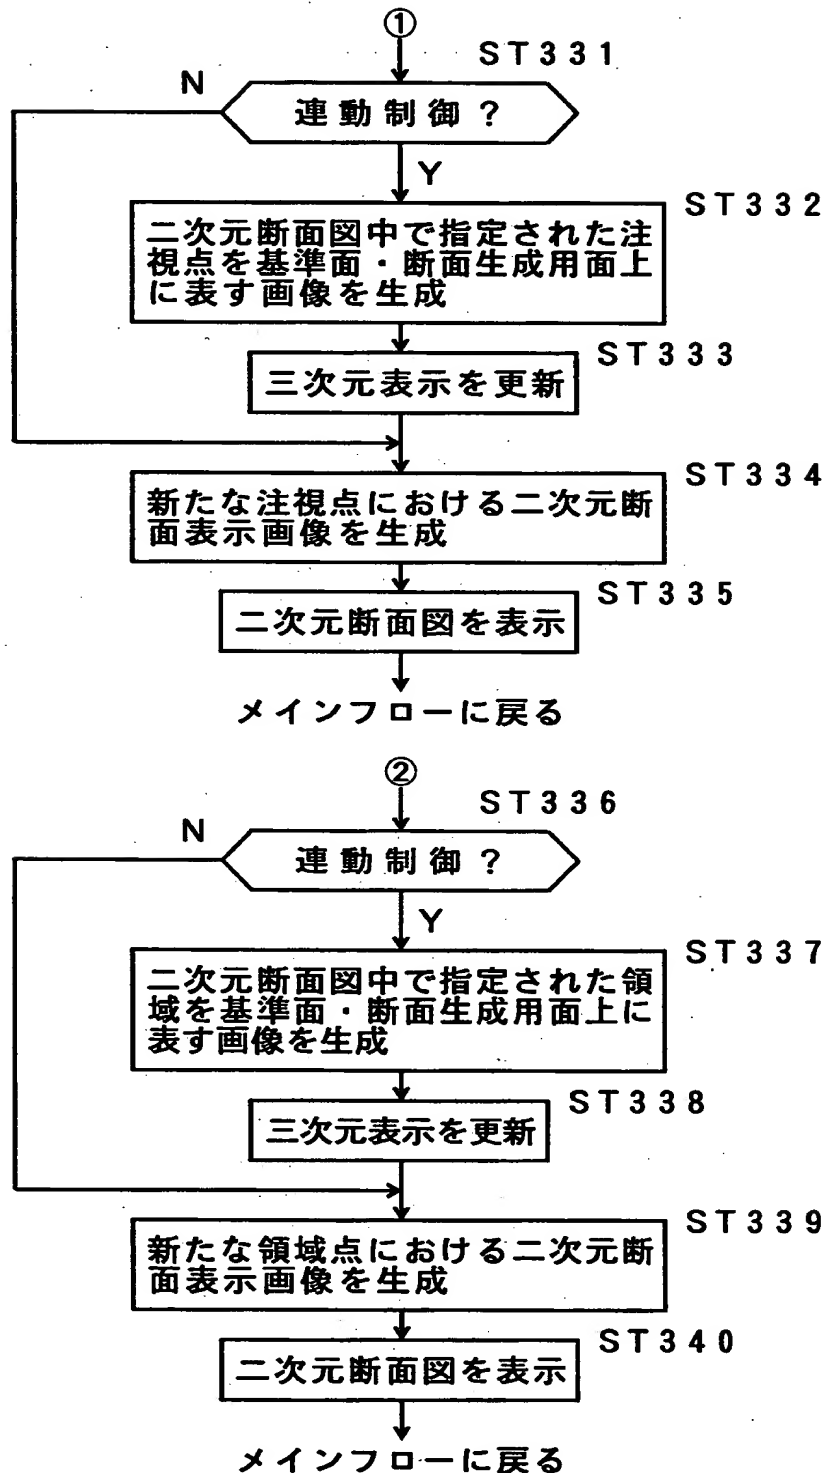 ①
ST331
N
連動制御？
Y
ST332
二次元断面図中で指定された注
視点を基準面・断面生成用面上
に表す画像を生成
ST333
三次元表示を更新
ST334
新たな注視点における二次元断
面表示画像を生成
ST335
二次元断面図を表示
メインフローに戻る
②
ST336
N
連動制御？
Y
ST337
二次元断面図中で指定された領
域を基準面・断面生成用面上に
表す画像を生成
ST338
三次元表示を更新
ST339
新たな領域点における二次元断
面表示画像を生成
ST340
二次元断面図を表示
メインフローに戻る